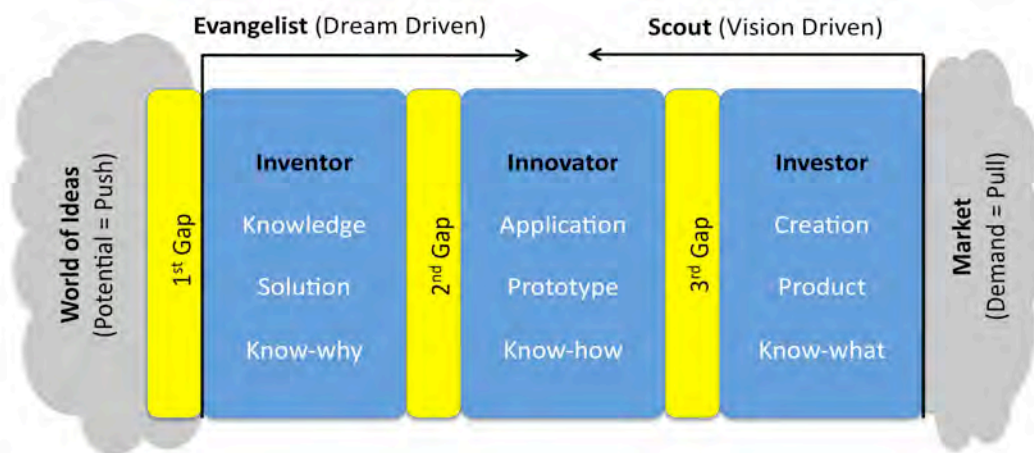 Evangelist (Dream Driven)
Scout (Vision Driven)
World of Ideas
(Potential = Push)
1st Gap
Inventor
Knowledge
Solution
Know-why
2nd Gap
Innovator
Application
Prototype
Know-how
3rd Gap
Investor
Creation
Product
Know-what
Market
(Demand = Pull)